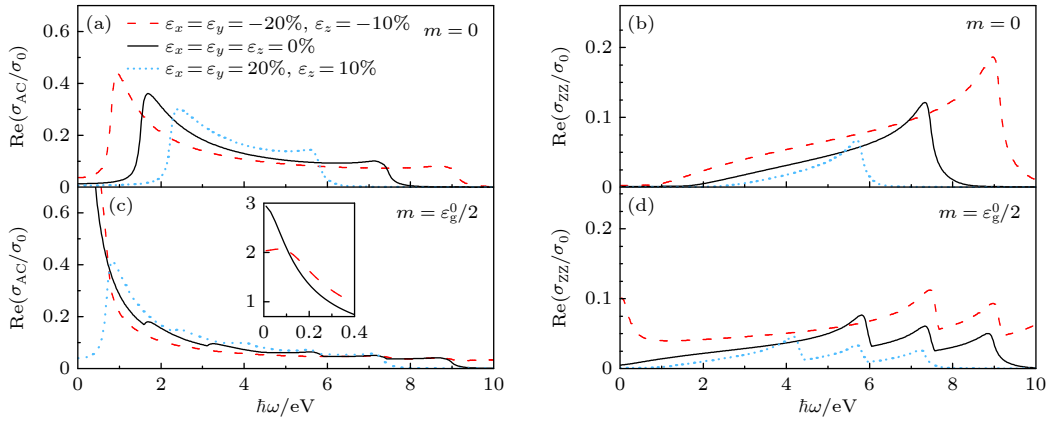 (a)
εx = εy = −20%, εz = −10%
m = 0
εx = εy = εz = 0%
εx = εy = 20%, εz = 10%
Re(σAC/σ0)
0.6
0.4
0.2
0
(b)
m = 0
Re(σZZ/σ0)
0.2
0.1
0
(c)
m = ε0g/2
Re(σAC/σ0)
0.6
0.4
0.2
0
3
2
1
0 0.2 0.4
0 2 4 6 8 10
ħω/eV
(d)
m = ε0g/2
Re(σZZ/σ0)
0.2
0.1
0
0 2 4 6 8 10
ħω/eV